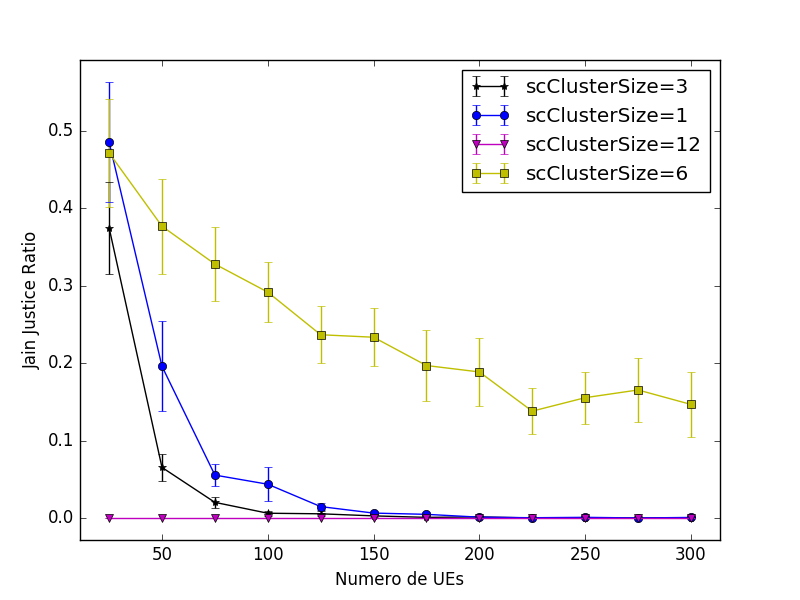 scClusterSize=3
scClusterSize=1
scClusterSize=12
scClusterSize=6
Jain Justice Ratio
0.5
0.4
0.3
0.2
0.1
0.0
50 100 150 200 250 300
Numero de UEs